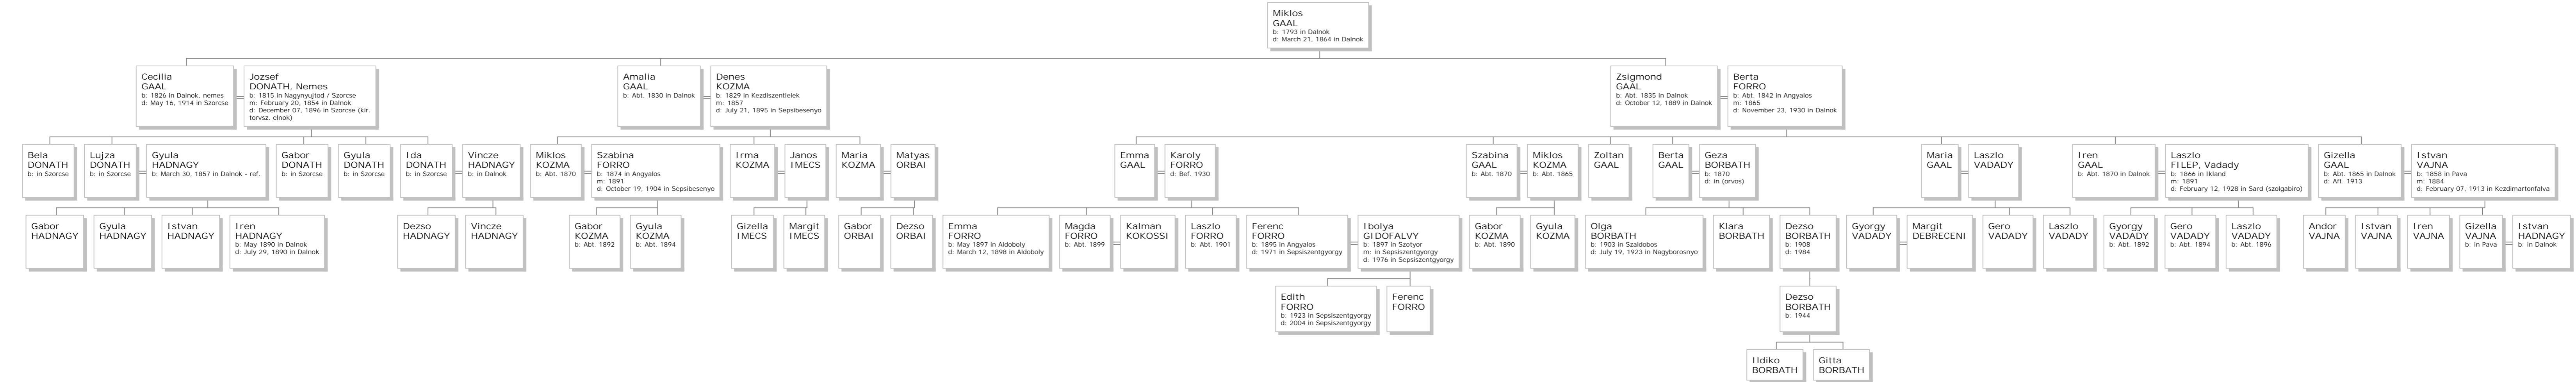 Miklos
GAAL
b: 1793 in Dalnok
d: March 21, 1864 in Dalnok
Cecilia
GAAL
b: 1826 in Dalnok, nemes
d: May 16, 1914 in Szorcse
Jozsef
DONATH, Nemes
b: 1815 in Nagynyujtod / Szorcse
m: February 20, 1854 in Dalnok
d: December 07, 1896 in Szorcse (kir.
torvsz. elnok)
Amalia
GAAL
b: Abt. 1830 in Dalnok
Denes
KOZMA
b: 1829 in Kezdiszentlelek
m: 1857
d: July 21, 1895 in Sepsibesenyo
Zsigmond
GAAL
b: Abt. 1835 in Dalnok
d: October 12, 1889 in Dalnok
Berta
FORRO
b: Abt. 1842 in Angyalos
m: 1865
d: November 23, 1930 in Dalnok
Bela
DONATH
b: in Szorcse
Lujza
DONATH
b: in Szorcse
Gyula
HADNAGY
b: March 30, 1857 in Dalnok - ref.
Gabor
DONATH
b: in Szorcse
Gyula
DONATH
b: in Szorcse
Ida
DONATH
b: in Szorcse
Vincze
HADNAGY
b: in Dalnok
Miklos
KOZMA
b: Abt. 1870
Szabina
FORRO
b: 1874 in Angyalos
m: 1891
d: October 19, 1904 in Sepsibesenyo
Irma
KOZMA
Janos
IMECS
Maria
KOZMA
Matyas
ORBAI
Emma
GAAL
Karoly
FORRO
d: Bef. 1930
Szabina
GAAL
b: Abt. 1870
Miklos
KOZMA
b: Abt. 1865
Zoltan
GAAL
Berta
GAAL
Geza
BORBATH
b: 1870
d: in (orvos)
Maria
GAAL
Laszlo
VADADY
Iren
GAAL
b: Abt. 1870 in Dalnok
Laszlo
FILEP, Vadady
b: 1866 in Ikland
m: 1891
d: February 12, 1928 in Sard (szolgabiro)
Gizella
GAAL
b: Abt. 1865 in Dalnok
d: Aft. 1913
Istvan
VAJNA
b: 1858 in Pava
m: 1884
d: February 07, 1913 in Kezdimartonfalva
Gabor
HADNAGY
Gyula
HADNAGY
Istvan
HADNAGY
Iren
HADNAGY
b: May 1890 in Dalnok
d: July 29, 1890 in Dalnok
Dezso
HADNAGY
Vincze
HADNAGY
Gabor
KOZMA
b: Abt. 1892
Gyula
KOZMA
b: Abt. 1894
Gizella
IMECS
Margit
IMECS
Gabor
ORBAI
Dezso
ORBAI
Emma
FORRO
b: May 1897 in Aldoboly
d: March 12, 1898 in Aldoboly
Magda
FORRO
b: Abt. 1899
Kalman
KOKOSSI
Laszlo
FORRO
b: Abt. 1901
Ferenc
FORRO
b: 1895 in Angyalos
d: 1971 in Sepsiszentgyorgy
Ibolya
GIDOFALVY
b: 1897 in Szotyor
m: in Sepsiszentgyorgy
d: 1976 in Sepsiszentgyorgy
Gabor
KOZMA
b: Abt. 1890
Gyula
KOZMA
Olga
BORBATH
b: 1903 in Szaldobos
d: July 19, 1923 in Nagyborosnyo
Klara
BORBATH
Dezso
BORBATH
b: 1908
d: 1984
Gyorgy
VADADY
Margit
DEBRECENI
Gero
VADADY
Laszlo
VADADY
Gyorgy
VADADY
b: Abt. 1892
Gero
VADADY
b: Abt. 1894
Laszlo
VADADY
b: Abt. 1896
Andor
VAJNA
Istvan
VAJNA
Iren
VAJNA
Gizella
VAJNA
b: in Pava
Istvan
HADNAGY
b: in Dalnok
Edith
FORRO
b: 1923 in Sepsiszentgyorgy
d: 2004 in Sepsiszentgyorgy
Ferenc
FORRO
Dezso
BORBATH
b: 1944
Ildiko
BORBATH
Gitta
BORBATH